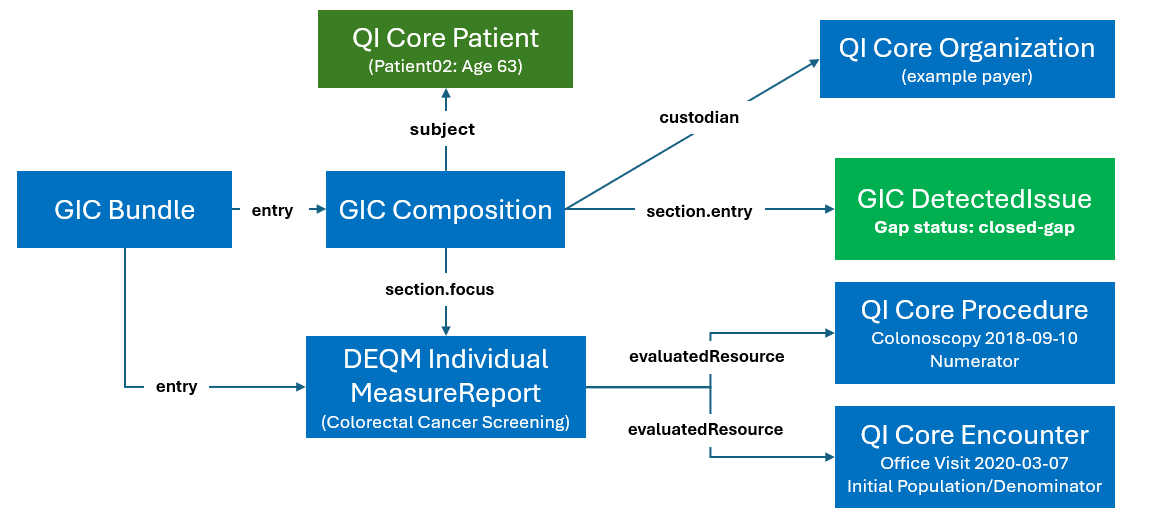 QI Core Patient
(Patient02: Age 63)
QI Core Organization
(example payer)
custodian
subject
GIC Bundle
entry
GIC Composition
section.entry
GIC DetectedIssue
Gap status: closed-gap
section.focus
entry
DEQM Individual
MeasureReport
(Colorectal Cancer Screening)
evaluatedResource
QI Core Procedure
Colonoscopy 2018-09-10
Numerator
evaluatedResource
QI Core Encounter
Office Visit 2020-03-07
Initial Population/Denominator